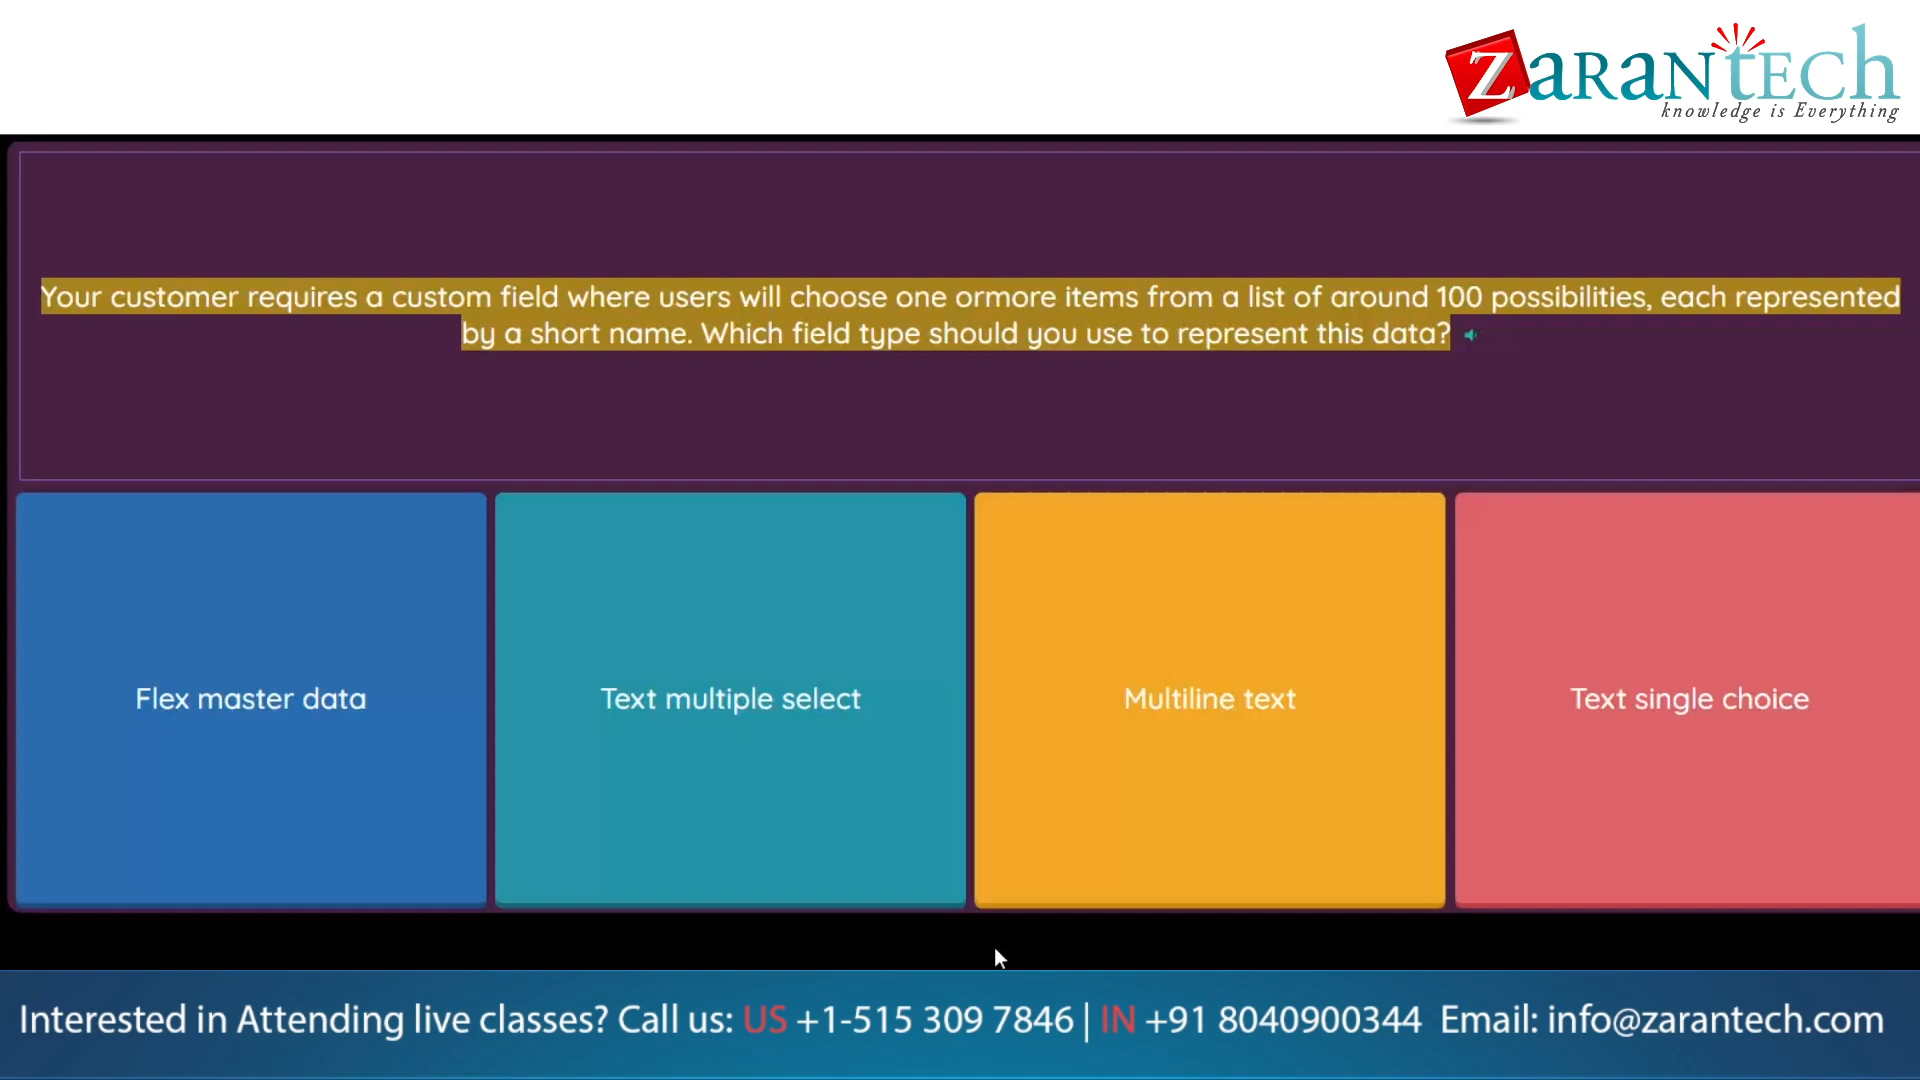 ZARANTECH
knowledge is Everything
Your customer requires a custom field where users will choose one ormore items from a list of around 100 possibilities, each represented
by a short name. Which field type should you use to represent this data?
Flex master data
Text multiple select
Multiline text
Text single choice
Interested in Attending live classes? Call us: US +1-515 309 7846 | IN +91 8040900344 Email: info@zarantech.com